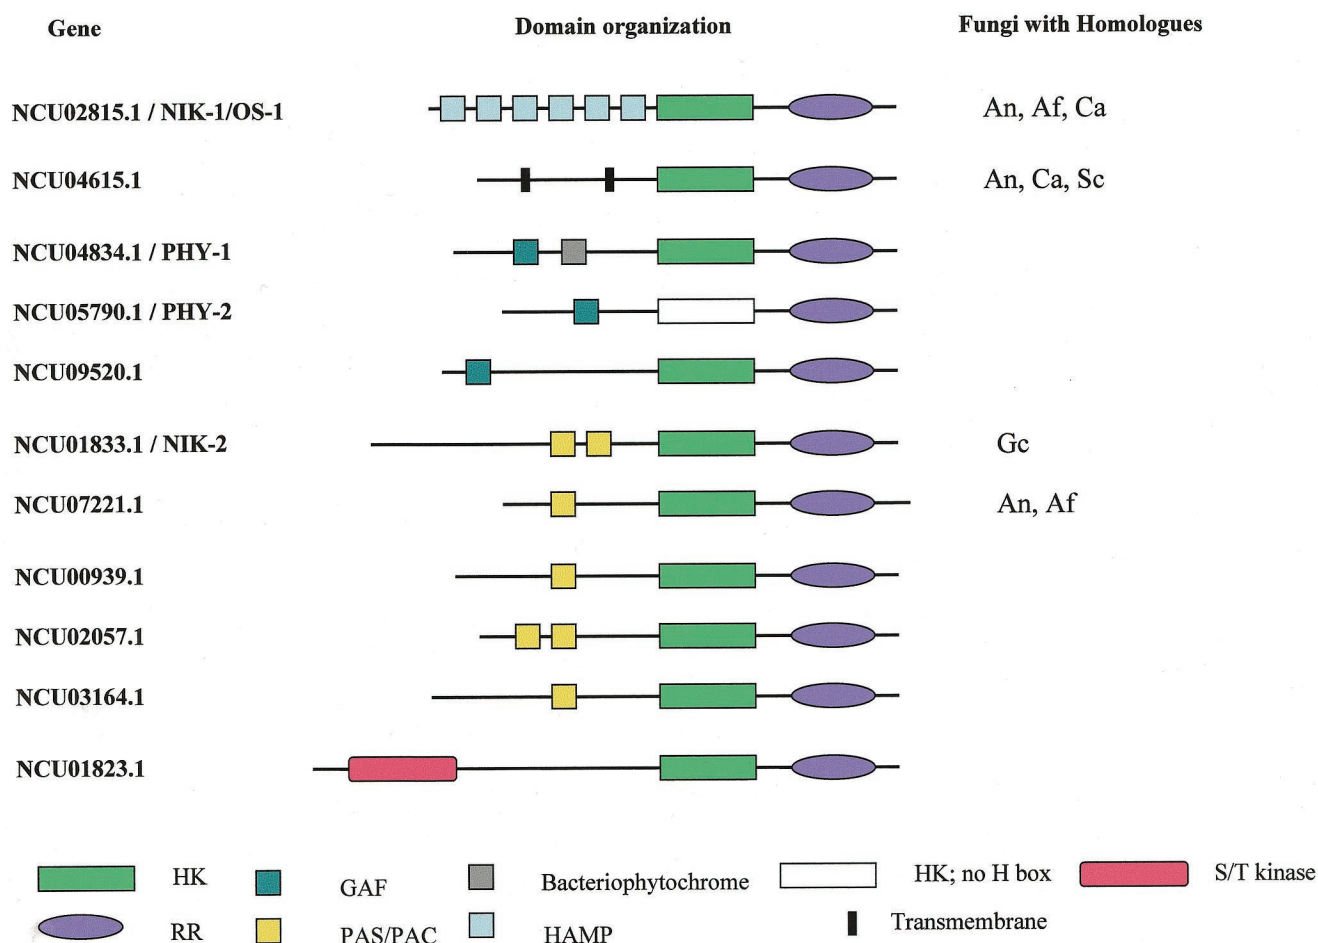 Gene Domain organization Fungi with Homologues
NCU02815.1 / NIK-1/OS-1 An, Af, Ca
NCU04615.1 An, Ca, Sc
NCU04834.1 / PHY-1
NCU05790.1 / PHY-2
NCU09520.1
NCU01833.1 / NIK-2 Gc
NCU07221.1 An, Af
NCU00939.1
NCU02057.1
NCU03164.1
NCU01823.1
HK GAF Bacteriophytochrome HK; no H box S/T kinase
RR PAS/PAC HAMP Transmembrane